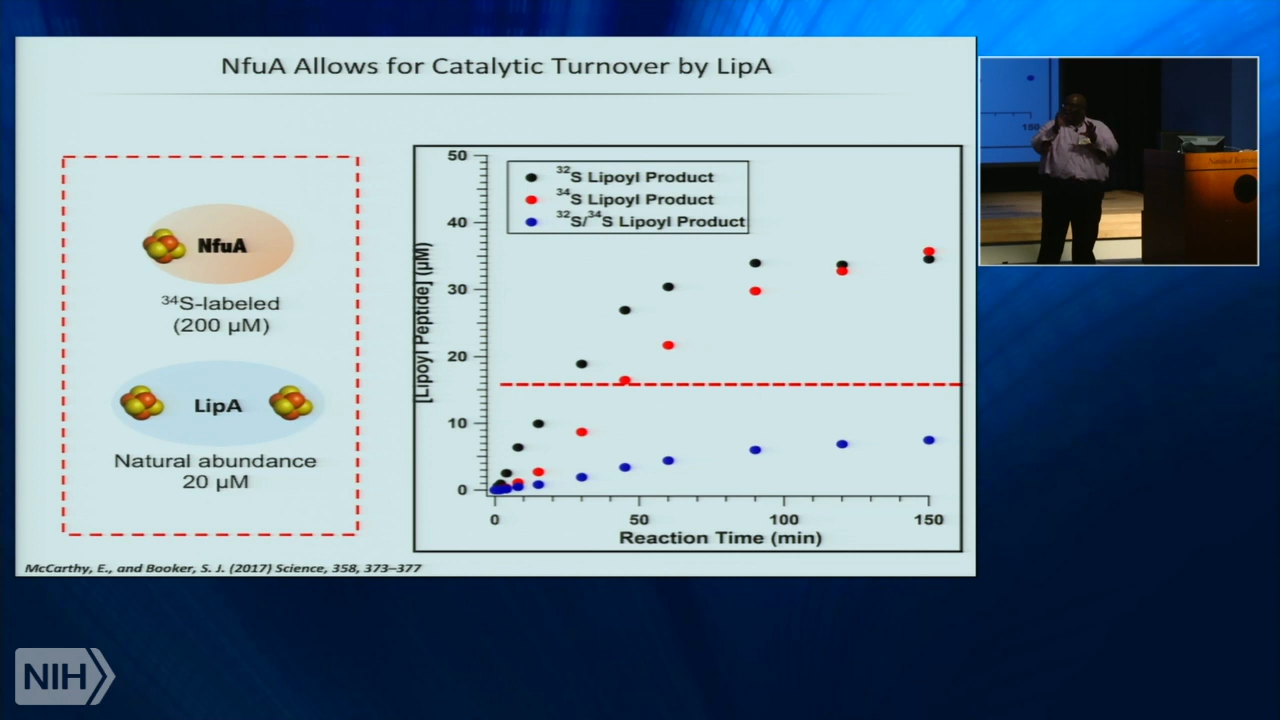 NfuA Allows for Catalytic Turnover by LipA
NfuA
³⁴S-labeled
(200 µM)
LipA
Natural abundance
20 µM
[Lipoyl Peptide] (µM)
50
40
30
20
10
0
³²S Lipoyl Product
³⁴S Lipoyl Product
³²S/³⁴S Lipoyl Product
0 50 100 150
Reaction Time (min)
McCarthy, E., and Booker, S. J. (2017) Science, 358, 373–377
150
NIH